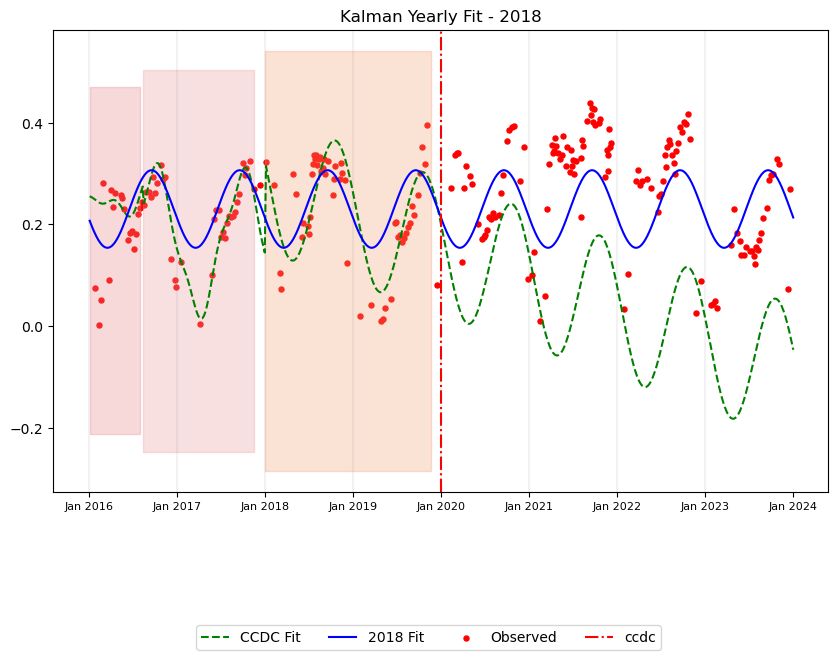 Kalman Yearly Fit - 2018
0.4
0.2
0.0
−0.2
Jan 2016 Jan 2017 Jan 2018 Jan 2019 Jan 2020 Jan 2021 Jan 2022 Jan 2023 Jan 2024
CCDC Fit 2018 Fit Observed ccdc